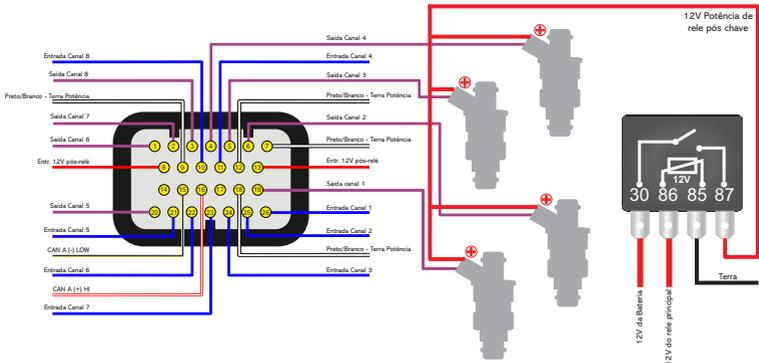 Saída Canal 4
12V Potência de
rele pós chave
Entrada Canal 8
Entrada Canal 4
Saída Canal 8
Saída Canal 3
Preto/Branco - Terra Potência
Preto/Branco - Terra Potência
Saída Canal 7
Saída Canal 2
Saída Canal 6
Preto/Branco - Terra Potência
1 2 3 4 5 6 7
Entr. 12V pós-relé
Entr. 12V pós-relé
8 9 10 11 12 13
Saída canal 1
14 15 16 17 18 19
12V
30 86 85 87
Saída Canal 5
Entrada Canal 1
20 21 22 23 24 25 26
Entrada Canal 5
Entrada Canal 2
CAN A (-) LOW
Preto/Branco - Terra Potência
Entrada Canal 6
Entrada Canal 3
Terra
CAN A (+) HI
Entrada Canal 7
12V da Bateria
12V do rele principal